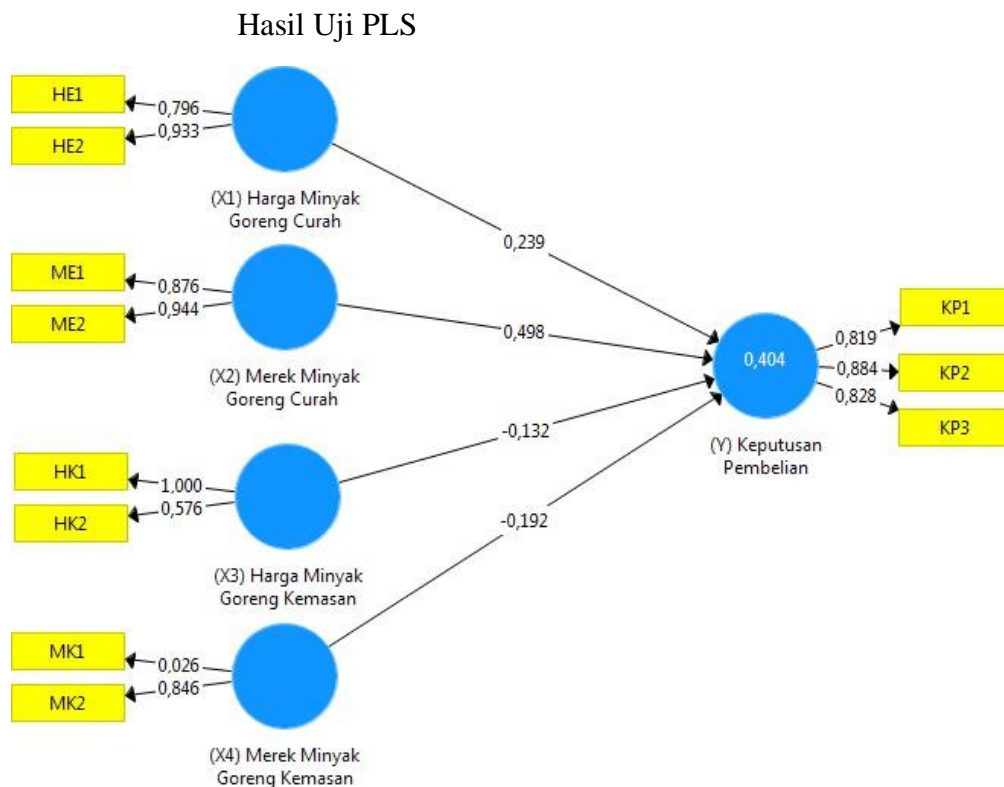 Hasil Uji PLS
HE1
0,796
HE2
0,933
(X1) Harga Minyak
Goreng Curah
0,239
ME1
0,876
ME2
0,944
(X2) Merek Minyak
Goreng Curah
0,498
HK1
1,000
HK2
0,576
(X3) Harga Minyak
Goreng Kemasan
-0,132
MK1
0,026
MK2
0,846
(X4) Merek Minyak
Goreng Kemasan
-0,192
0,404
(Y) Keputusan
Pembelian
0,819
KP1
0,884
KP2
0,828
KP3